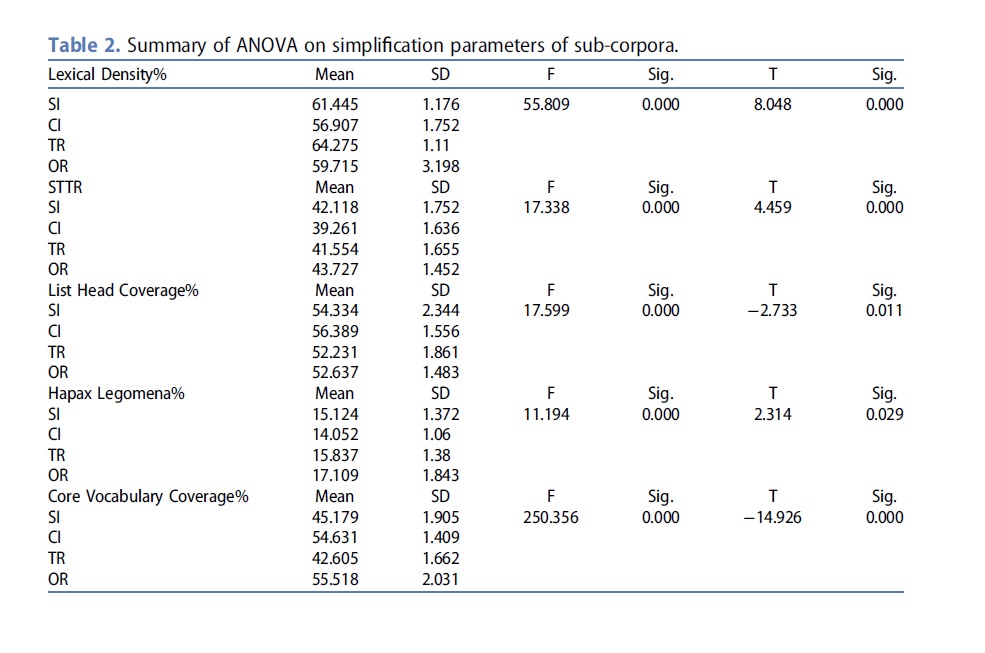 Table 2. Summary of ANOVA on simplification parameters of sub-corpora.
Lexical Density% Mean SD F Sig. T Sig.
SI 61.445 1.176 55.809 0.000 8.048 0.000
CI 56.907 1.752
TR 64.275 1.11
OR 59.715 3.198
STTR Mean SD F Sig. T Sig.
SI 42.118 1.752 17.338 0.000 4.459 0.000
CI 39.261 1.636
TR 41.554 1.655
OR 43.727 1.452
List Head Coverage% Mean SD F Sig. T Sig.
SI 54.334 2.344 17.599 0.000 −2.733 0.011
CI 56.389 1.556
TR 52.231 1.861
OR 52.637 1.483
Hapax Legomena% Mean SD F Sig. T Sig.
SI 15.124 1.372 11.194 0.000 2.314 0.029
CI 14.052 1.06
TR 15.837 1.38
OR 17.109 1.843
Core Vocabulary Coverage% Mean SD F Sig. T Sig.
SI 45.179 1.905 250.356 0.000 −14.926 0.000
CI 54.631 1.409
TR 42.605 1.662
OR 55.518 2.031